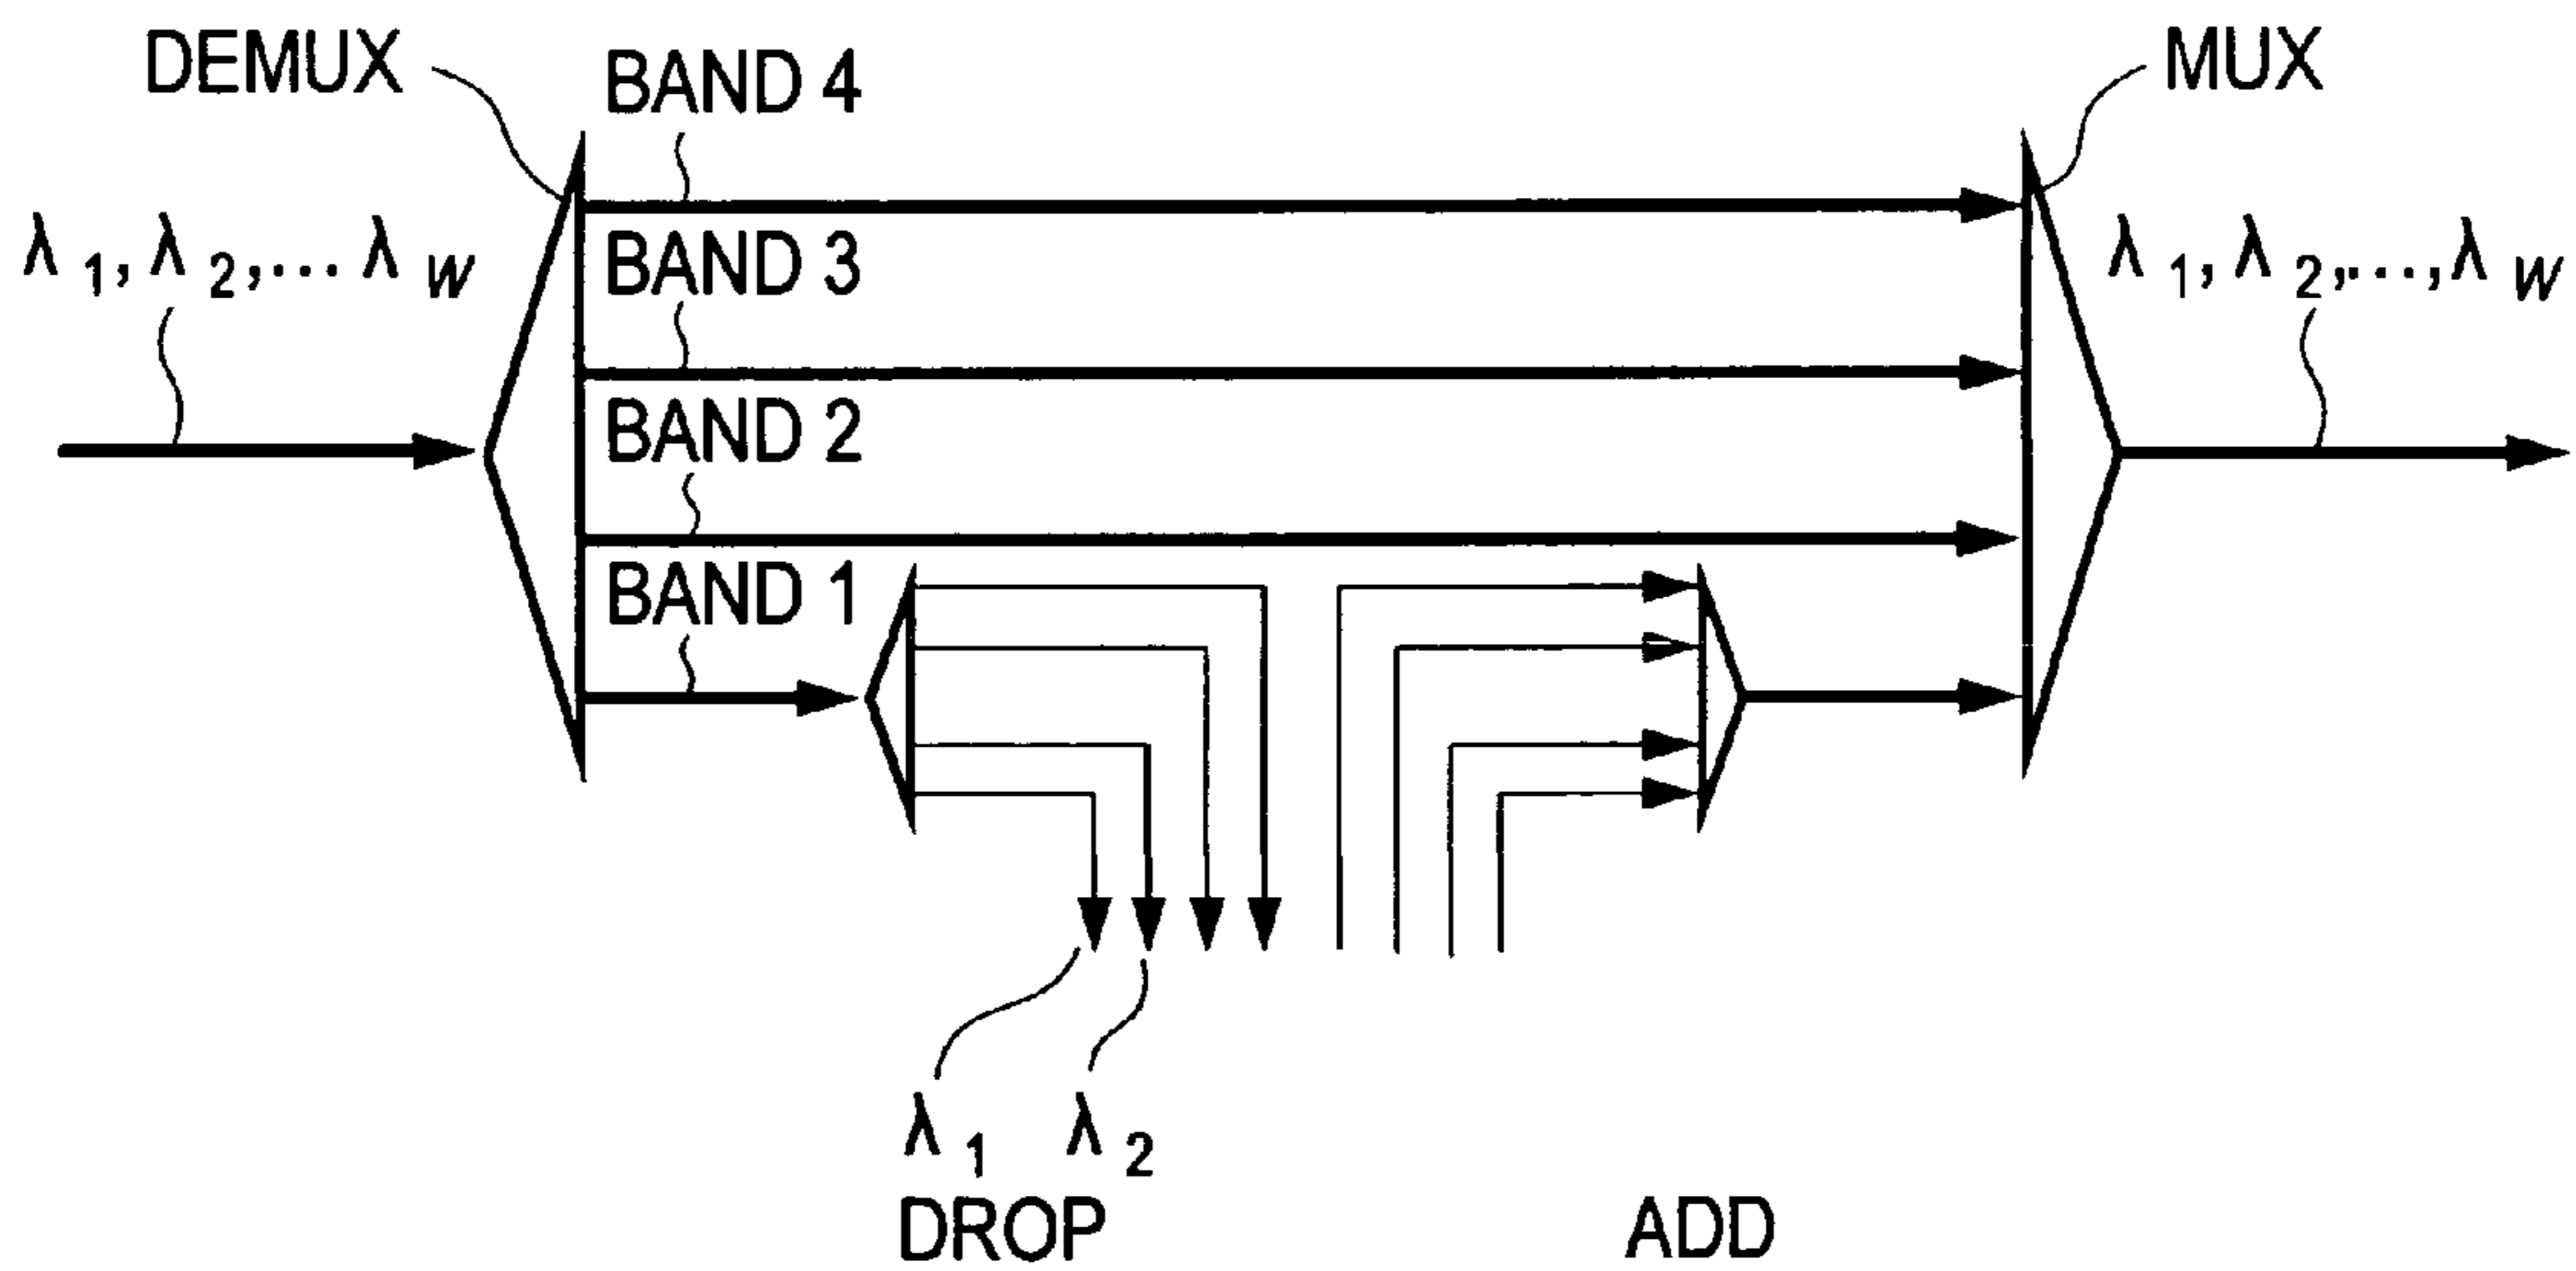 DEMUX
BAND 4
MUX
λ 1, λ 2,... λ W
BAND 3
λ 1, λ 2,..., λ W
BAND 2
BAND 1
λ 1 λ 2
DROP
ADD